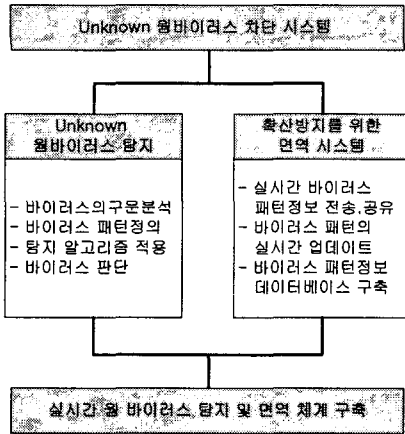 Unknown 웜바이러스 차단 시스템
Unknown
웜바이러스 탐지
- 바이러스의구문분석
- 바이러스 패턴정의
- 탐지 알고리즘 적용
- 바이러스 판단
확산방지를 위한
면역 시스템
- 실시간 바이러스
패턴정보 전송,공유
- 바이러스 패턴의
실시간 업데이트
- 바이러스 패턴정보
데이터베이스 구축
실시간 웜 바이러스 탐지 및 면역 체계 구축